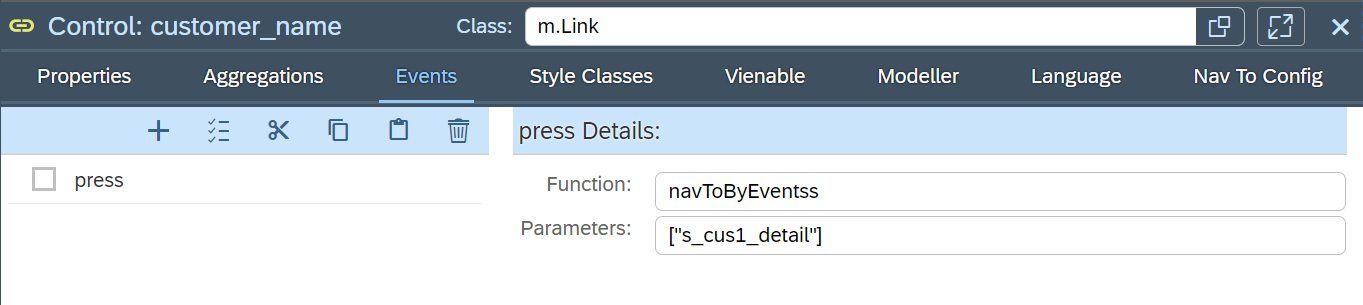 Control: customer_name Class: m.Link
Properties Aggregations Events Style Classes Vienable Modeller Language Nav To Config
press Details:
press
Function: navToByEventss
Parameters: ["s_cus1_detail"]